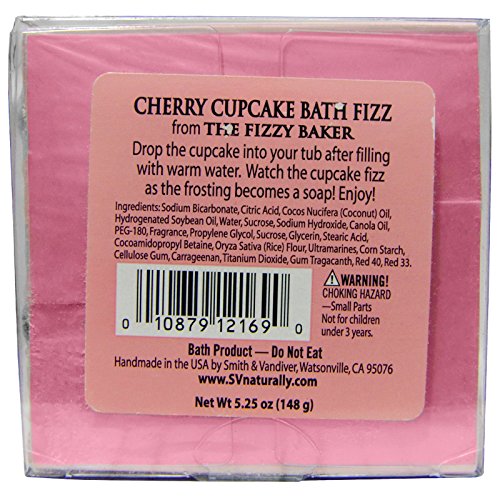 CHERRY CUPCAKE BATH FIZZ
from THE FIZZY BAKER
Drop the cupcake into your tub after filling
with warm water. Watch the cupcake fizz
as the frosting becomes a soap! Enjoy!
Ingredients: Sodium Bicarbonate, Citric Acid, Cocos Nucifera (Coconut) Oil,
Hydrogenated Soybean Oil, Water, Sucrose, Sodium Hydroxide, Canola Oil,
PEG-180, Fragrance, Propylene Glycol, Sucrose, Glycerin, Stearic Acid,
Cocoamidopropyl Betaine, Oryza Sativa (Rice) Flour, Ultramarines, Corn Starch,
Cellulose Gum, Carrageenan, Titanium Dioxide, Gum Tragacanth, Red 40, Red 33.
WARNING!
CHOKING HAZARD
—Small Parts
Not for children
under 3 years.
0 10879 12169 0
Bath Product — Do Not Eat
Handmade in the USA by Smith & Vandiver, Watsonville, CA 95076
www.SVnaturally.com
Net Wt 5.25 oz (148 g)